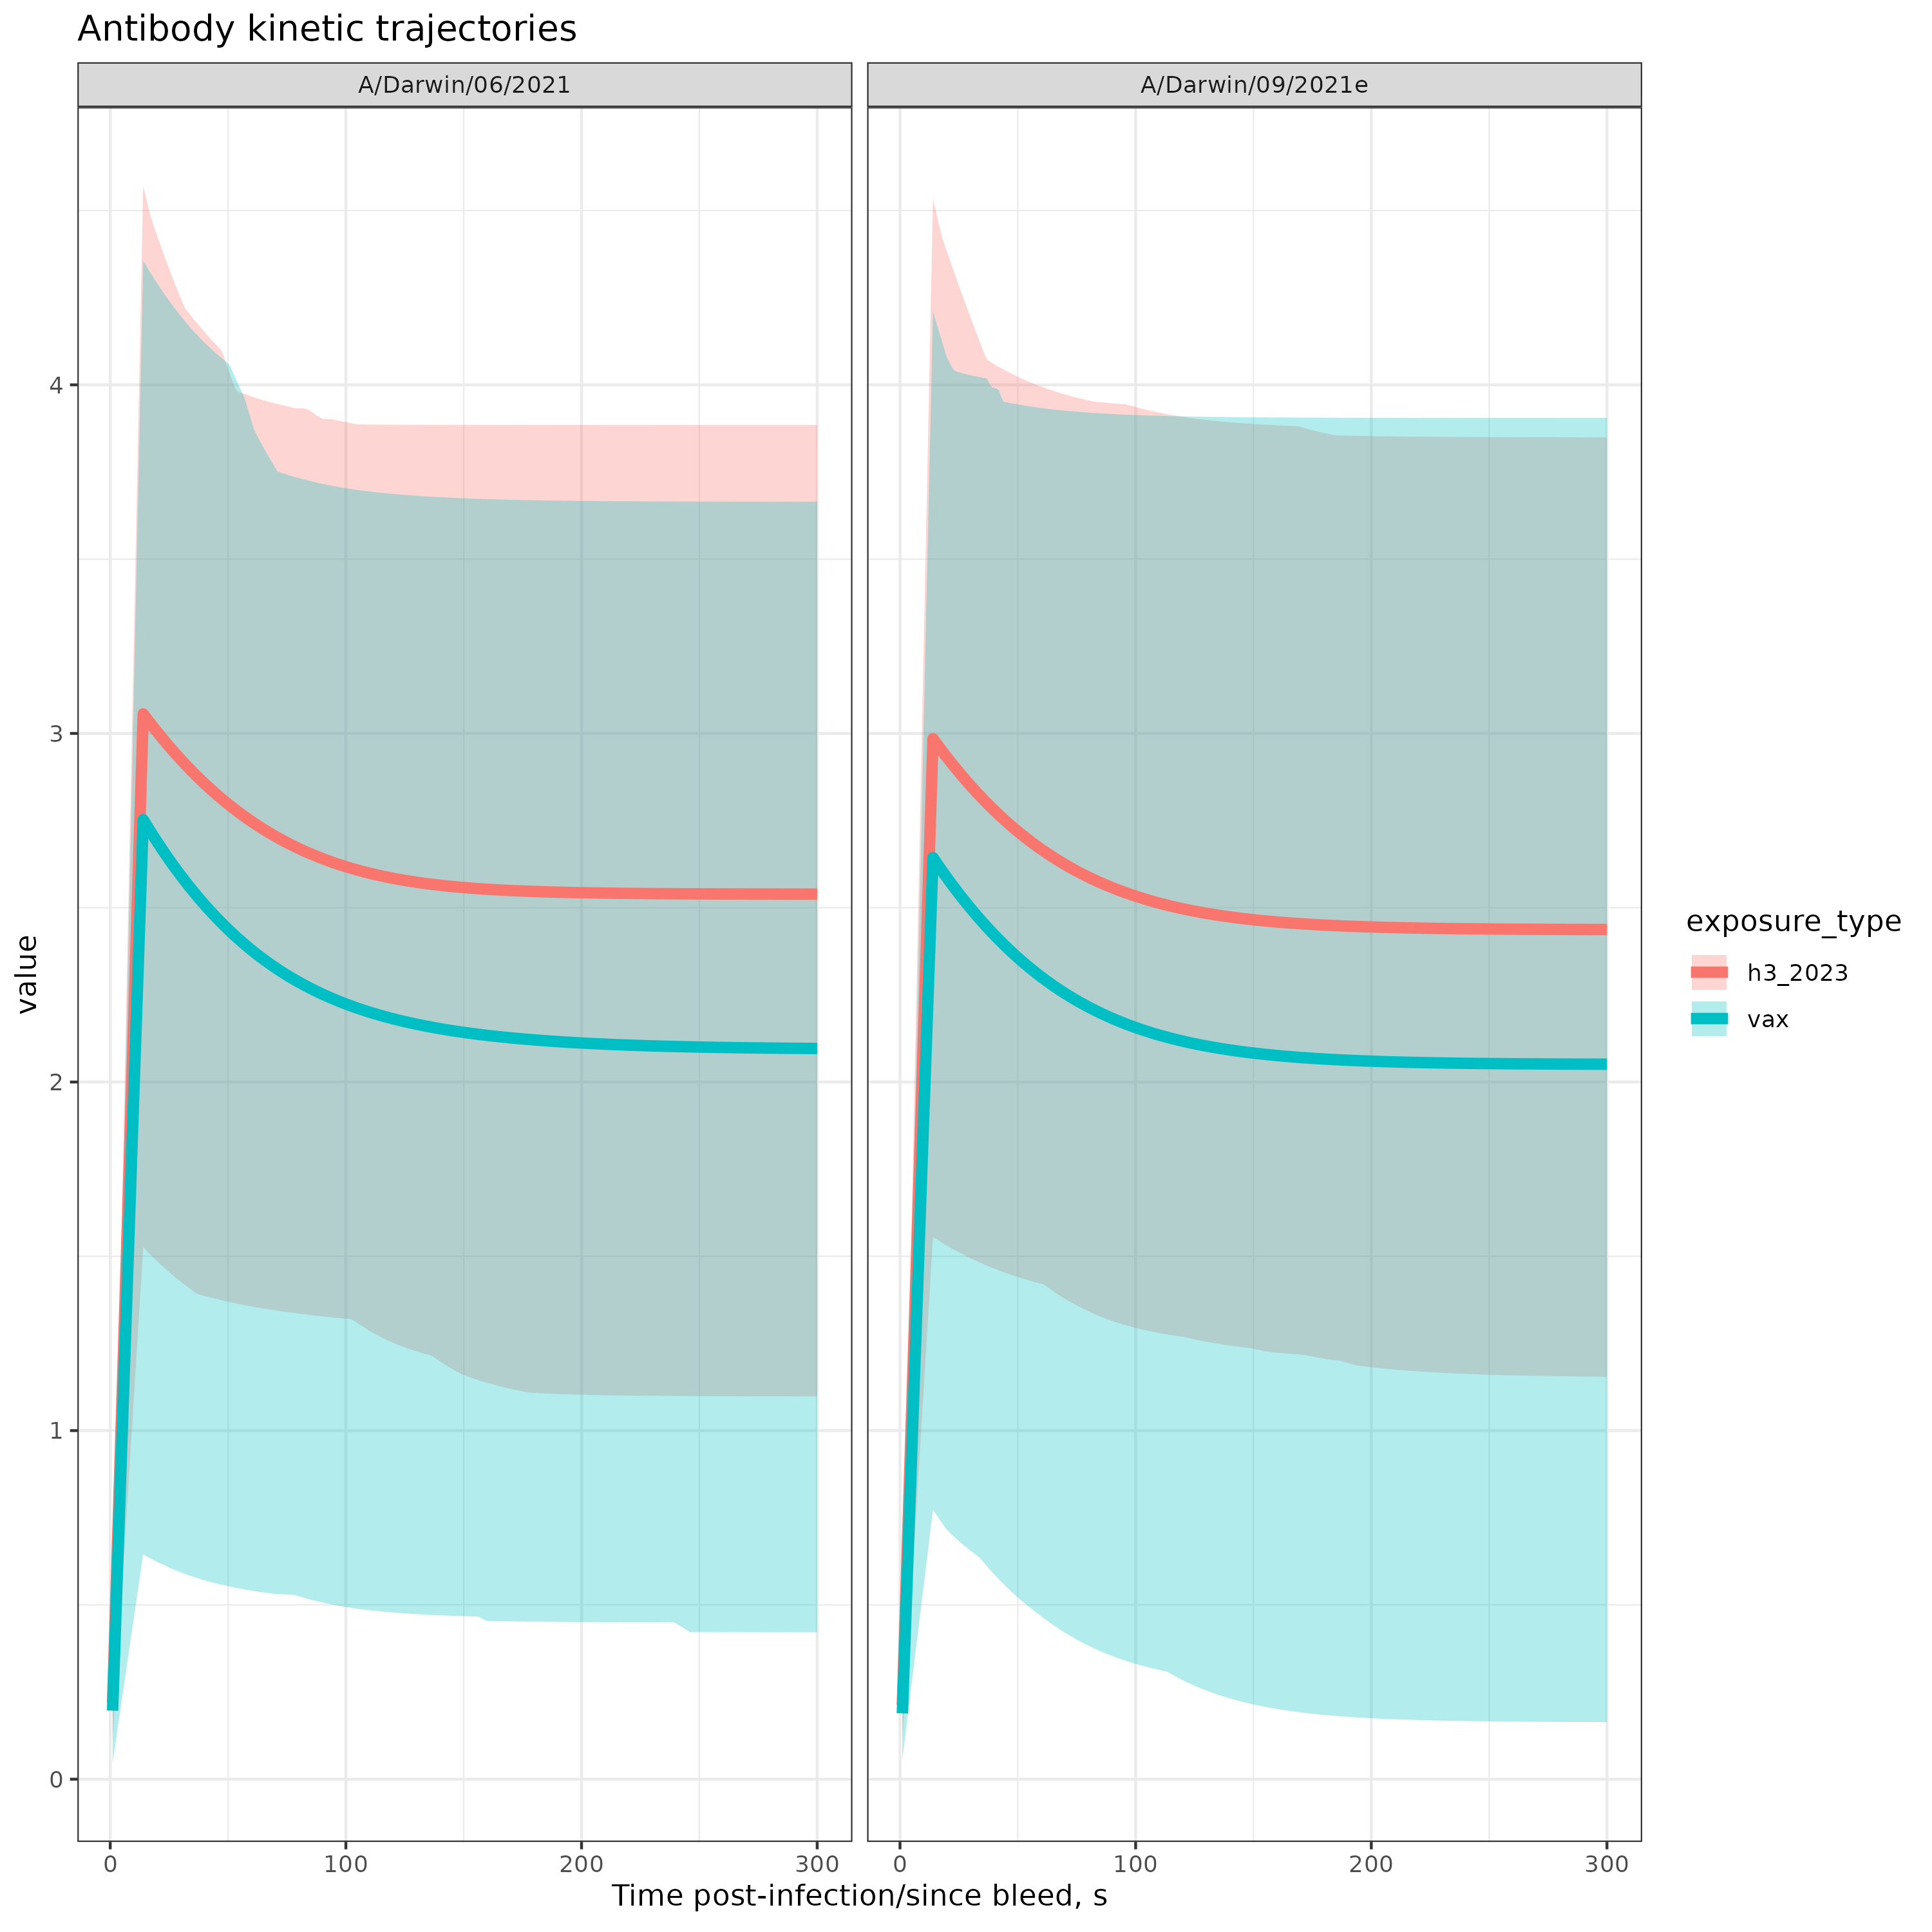 Antibody kinetic trajectories
A/Darwin/06/2021
A/Darwin/09/2021e
4
3
2
1
0
value
0 100 200 300
0 100 200 300
Time post-infection/since bleed, s
exposure_type
h3_2023
vax